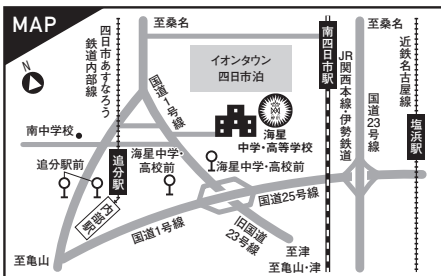 MAP
N
至桑名
至桑名
四日市あすなろう
鉄道内部線
国道1号線
イオンタウン
四日市泊
南四日市駅
JR関西本線・伊勢鉄道
国道23号線
近鉄名古屋線
塩浜駅
南中学校
海星
中学・高等学校
追分駅前
追分駅
海星中学・
高校前
海星中学・高校前
内部駅
国道25号線
国道1号線
旧国道
23号線
至亀山
至津
至亀山・津